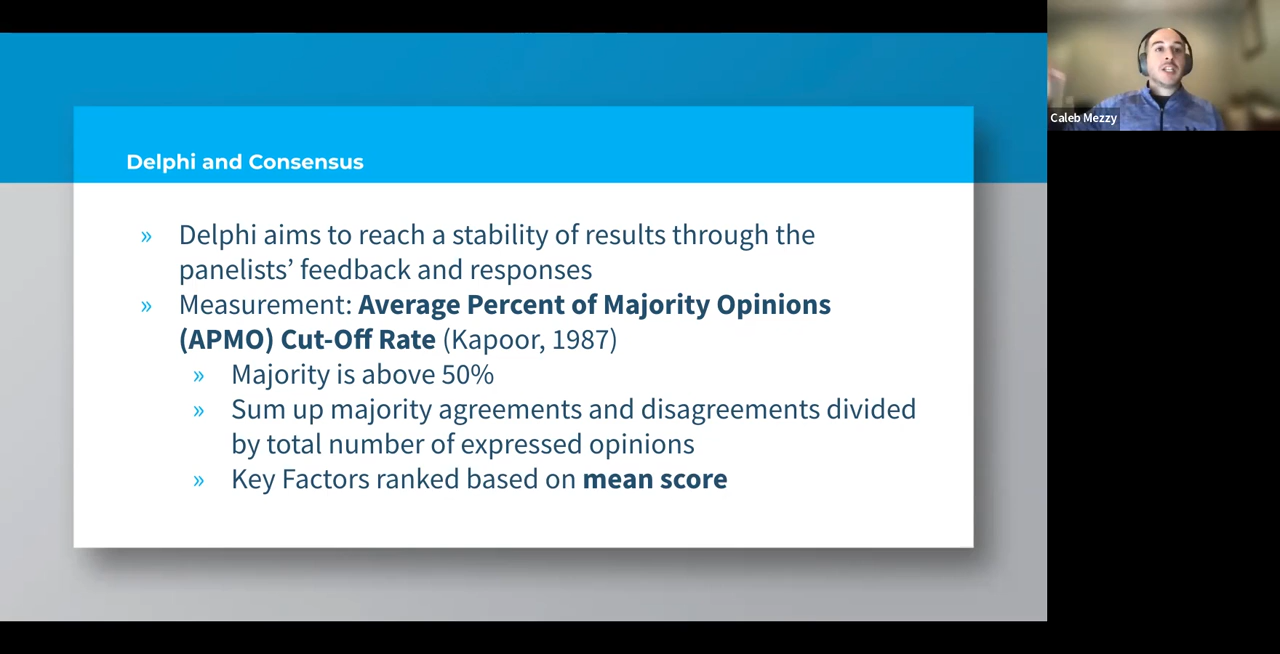 Delphi and Consensus
» Delphi aims to reach a stability of results through the
panelists’ feedback and responses
» Measurement: Average Percent of Majority Opinions
(APMO) Cut-Off Rate (Kapoor, 1987)
» Majority is above 50%
» Sum up majority agreements and disagreements divided
by total number of expressed opinions
» Key Factors ranked based on mean score
Caleb Mezzy